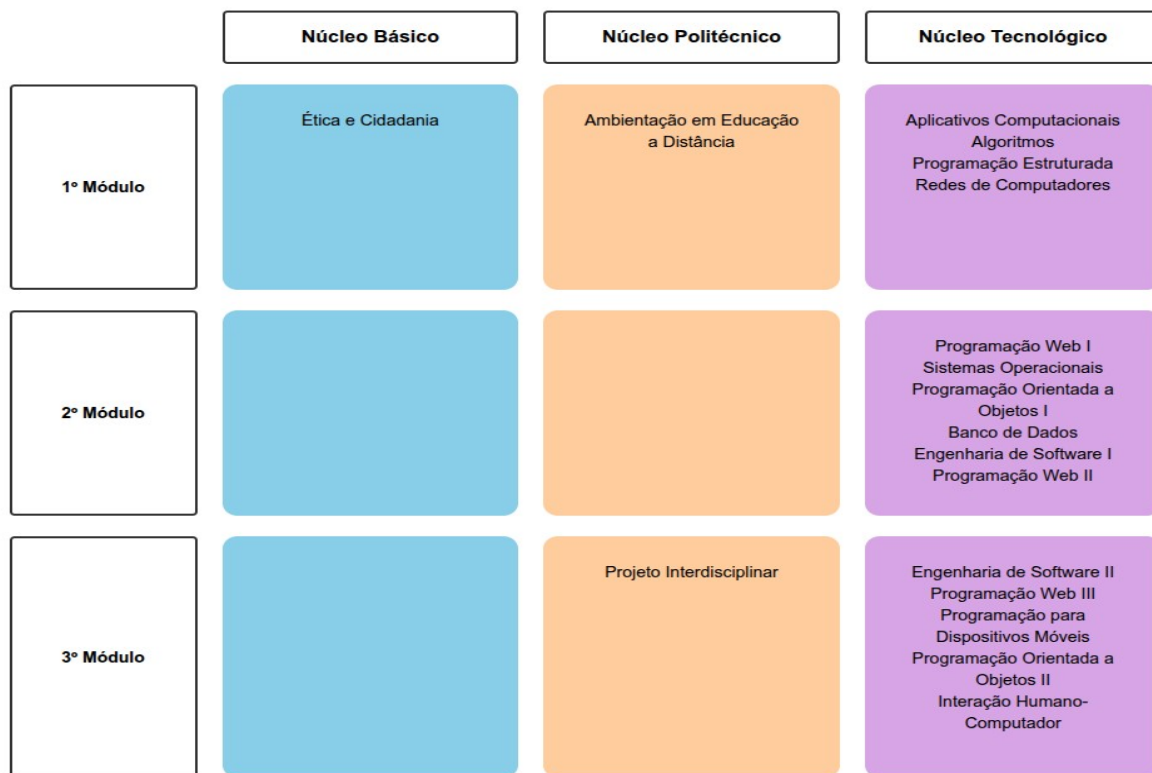 Núcleo Básico
Núcleo Politécnico
Núcleo Tecnológico
1º Módulo
Ética e Cidadania
Ambientação em Educação
a Distância
Aplicativos Computacionais
Algoritmos
Programação Estruturada
Redes de Computadores
2º Módulo
Programação Web I
Sistemas Operacionais
Programação Orientada a
Objetos I
Banco de Dados
Engenharia de Software I
Programação Web II
3º Módulo
Projeto Interdisciplinar
Engenharia de Software II
Programação Web III
Programação para
Dispositivos Móveis
Programação Orientada a
Objetos II
Interação Humano-
Computador